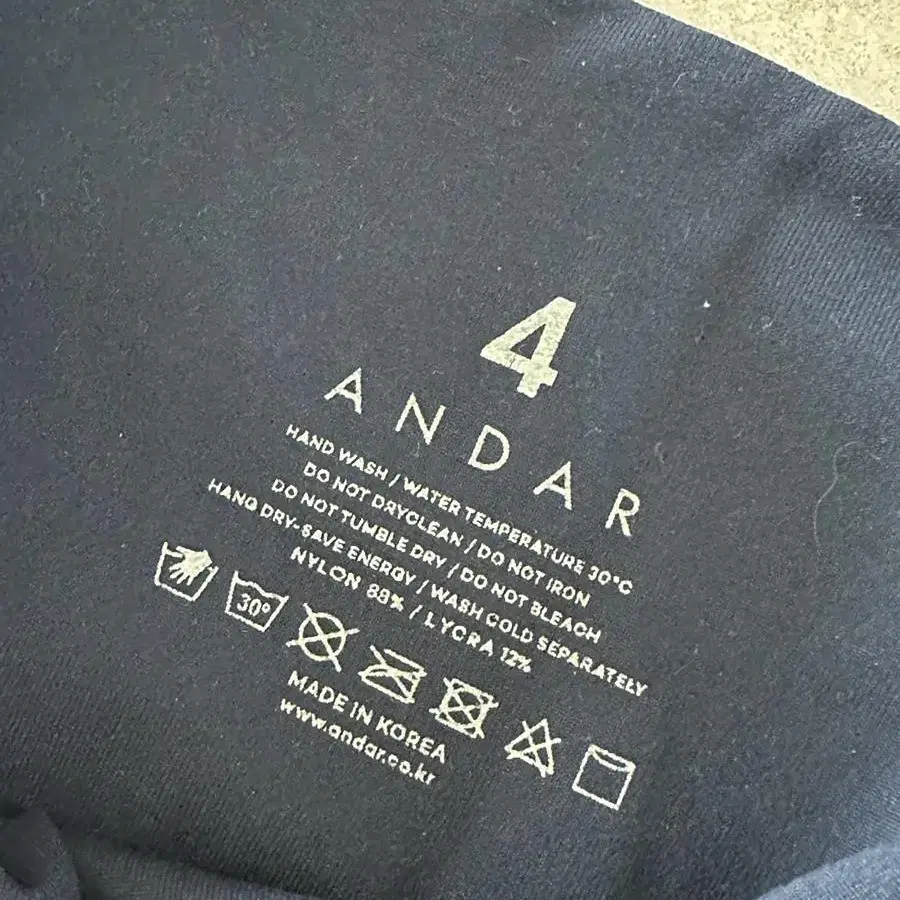 4
ANDAR
HAND WASH / WATER TEMPERATURE 30°C
DO NOT DRYCLEAN / DO NOT IRON
DO NOT TUMBLE DRY / DO NOT BLEACH
HANG DRY-SAVE ENERGY / WASH COLD SEPARATELY
NYLON 88% / LYCRA 12%
30°
MADE IN KOREA
www.andar.co.kr